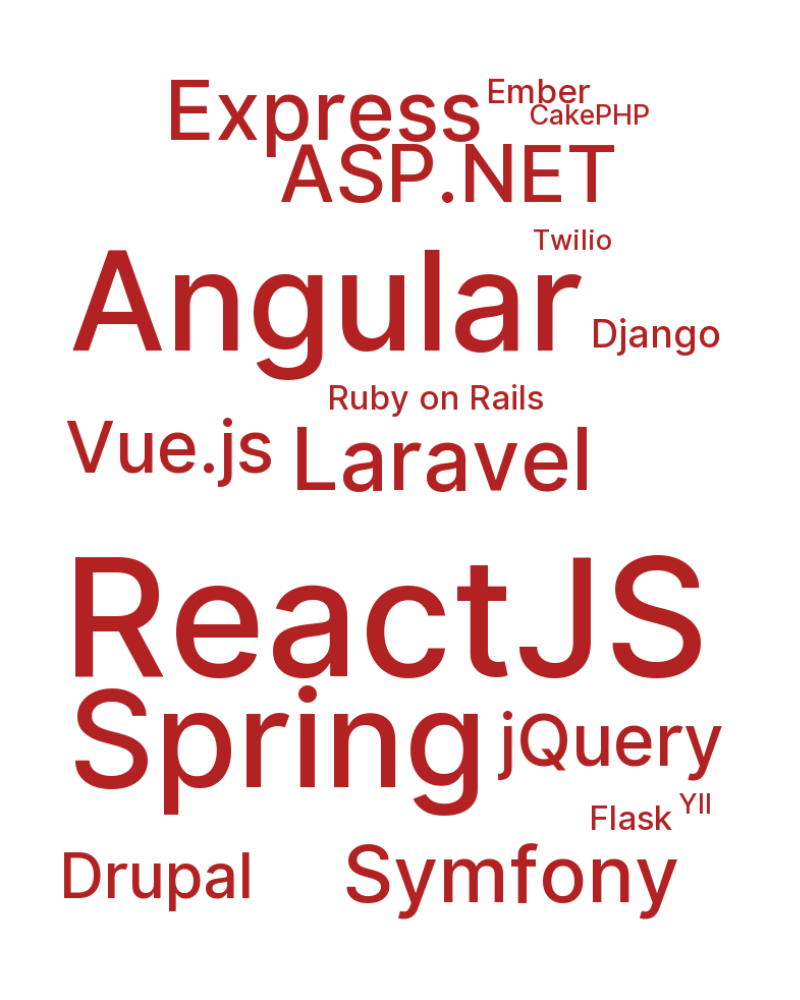 Express
Ember
CakePHP
ASP.NET
Twilio
Angular
Django
Ruby on Rails
Vue.js
Laravel
ReactJS
Spring
jQuery
YII
Flask
Drupal
Symfony